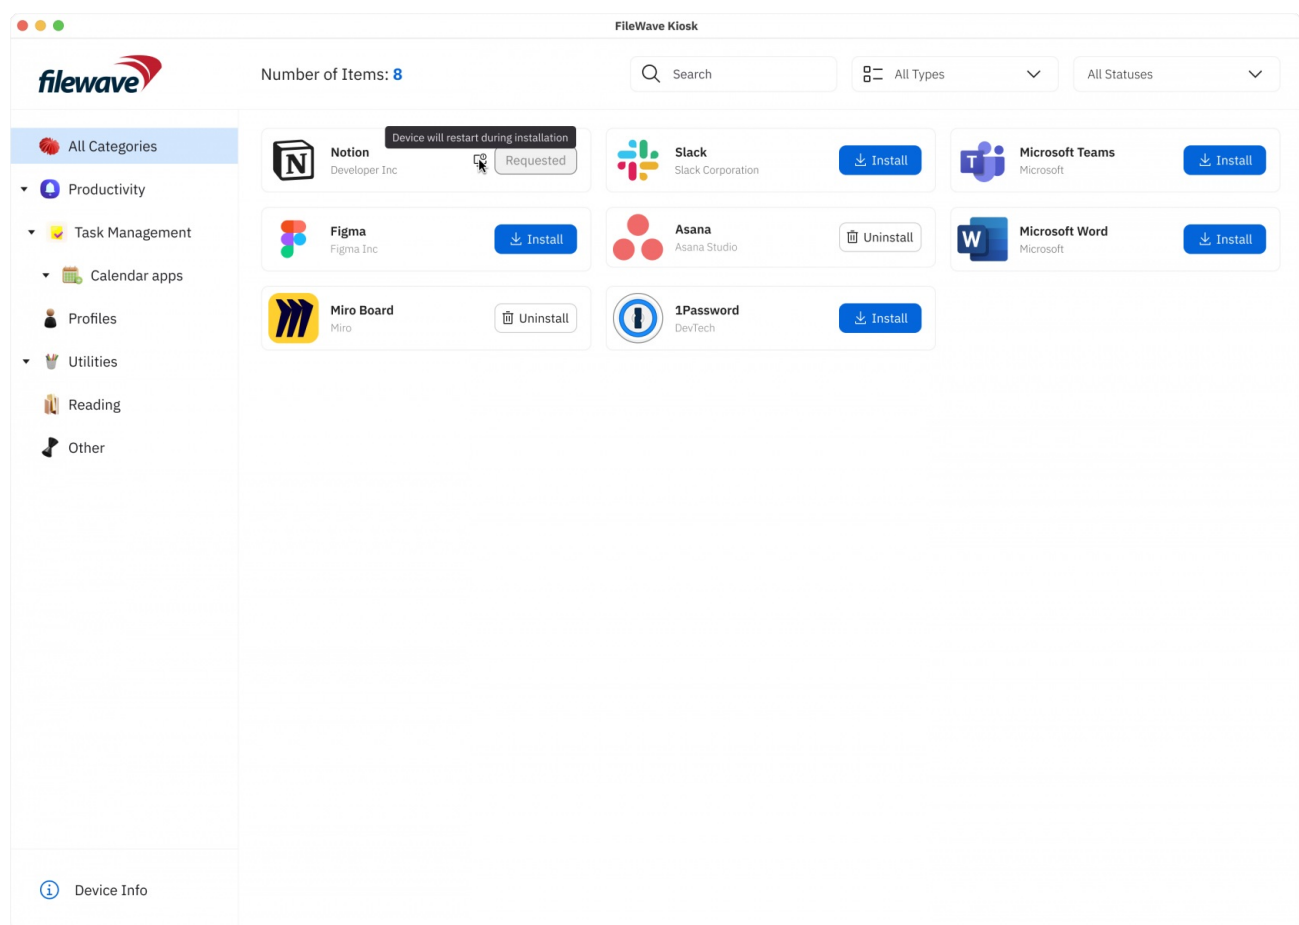 FileWave Kiosk
filewave
Number of Items: 8
Search
All Types
All Statuses
All Categories
Productivity
Task Management
Calendar apps
Profiles
Utilities
Reading
Other
Device Info
Device will restart during installation
Notion
Developer Inc
Requested
Slack
Slack Corporation
Install
Microsoft Teams
Microsoft
Install
Figma
Figma Inc
Install
Asana
Asana Studio
Uninstall
Microsoft Word
Microsoft
Install
Miro Board
Miro
Uninstall
1Password
DevTech
Install